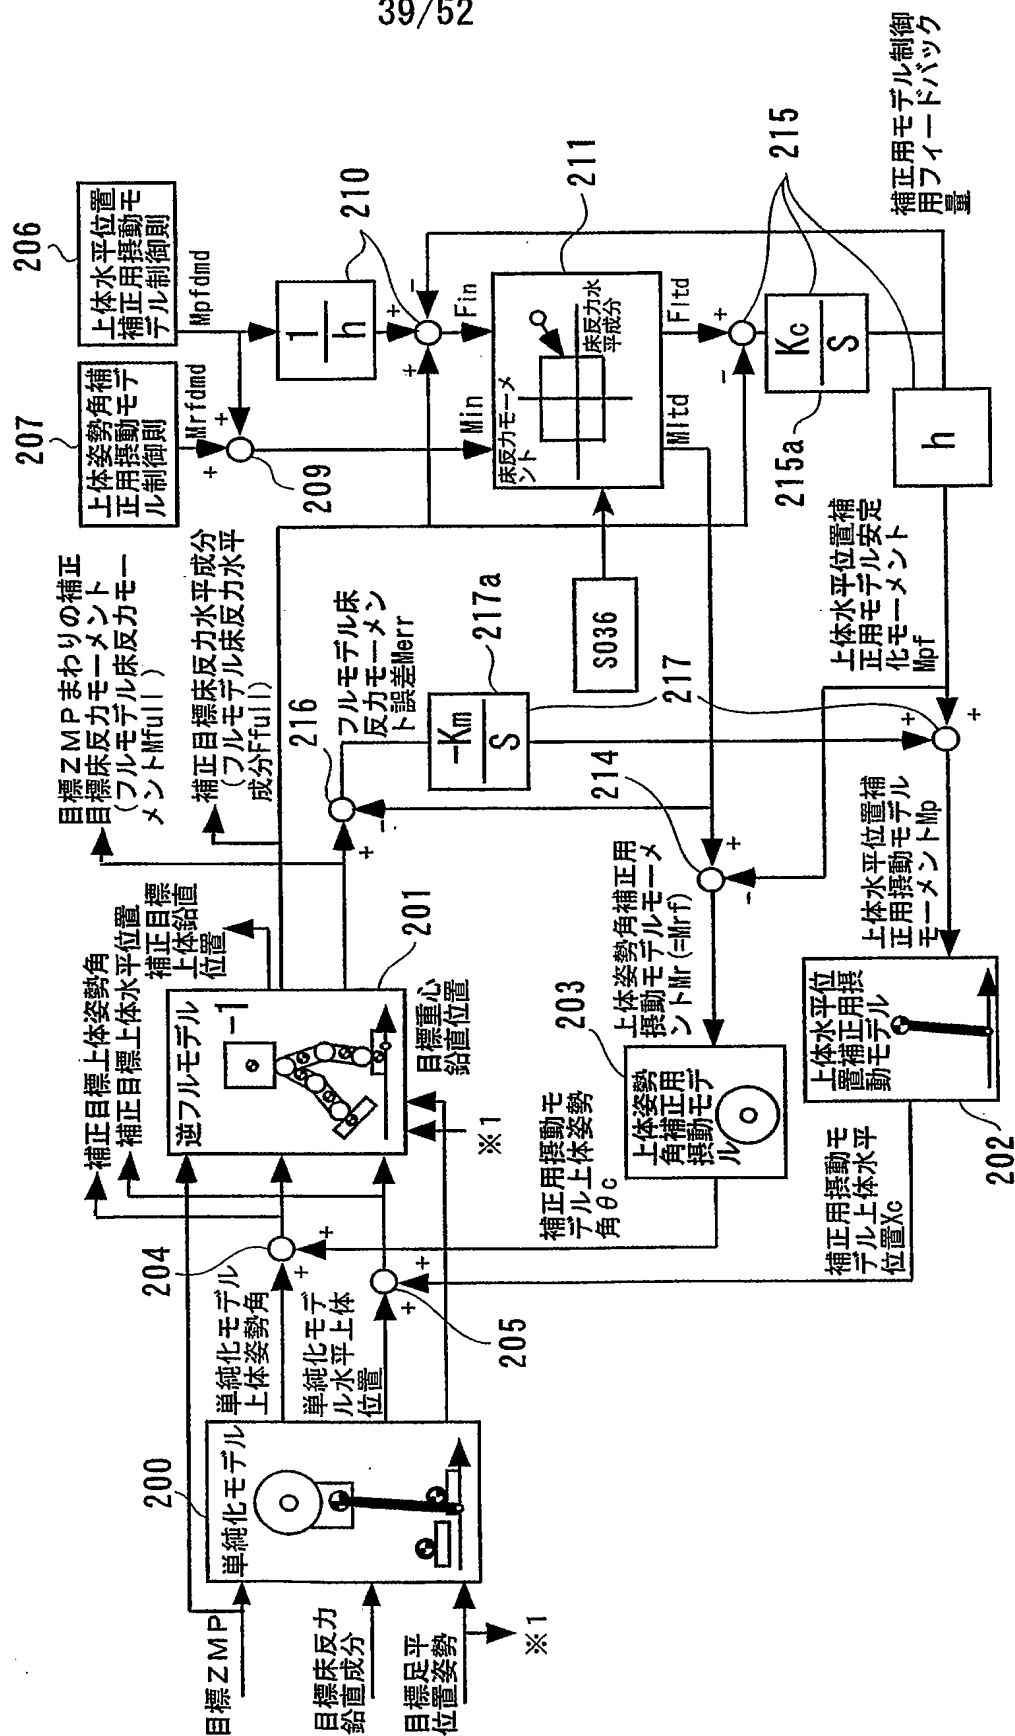 39/52
206
上体水平位置
補正用摂動モ
デル制御則
Mpfdmd
207
上体姿勢角補
正用摂動モデ
ル制御則
Mrfdmd
+
+
209
1
h
210
+
+
-
Fin
Min
211
床反力モーメ
ント
床反力水
平成分
Fltd
Mltd
S036
+
-
215
Kc
S
215a
h
補正用モデル制御
用フィードバック
量
目標ZMPまわりの補正
目標床反力モーメント
(フルモデル床反力モー
メントMfull)
補正目標床反力水平成分
(フルモデル床反力水平
成分Ffull)
216
+
-
フルモデル床
反力モーメン
ト誤差Merr
-Km
S
217a
217
+
+
上体水平位置補
正用モデル安定
化モーメント
Mpf
214
+
-
上体姿勢角補正用
摂動モデルモーメ
ントMr(=Mrf)
上体水平位置補
正用摂動モデル
モーメントMp
補正目標上体姿勢角
補正目標上体水平位置
補正目標
上体鉛直
位置
逆フルモデル
-1
201
目標重心
鉛直位置
※1
203
上体姿勢
角補正用
摂動モデ
ル
補正用摂動モ
デル上体姿勢
角θc
上体水平位
置補正用摂
動モデル
202
補正用摂動モ
デル上体水平
位置Xc
204
+
+
205
+
+
単純化モデル
上体姿勢角
単純化モデ
ル水平上体
位置
200
単純化モデル
目標ZMP
目標床反力
鉛直成分
目標足平
位置姿勢
※1